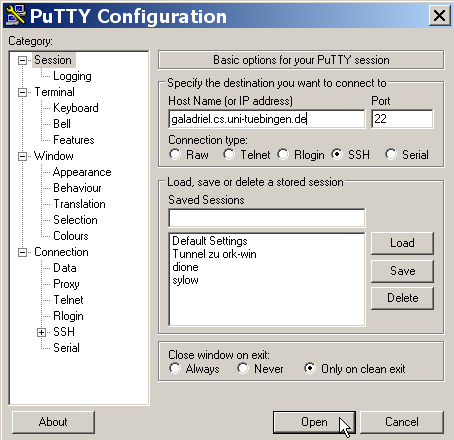 PuTTY Configuration
Category:
Session
Logging
Terminal
Keyboard
Bell
Features
Window
Appearance
Behaviour
Translation
Selection
Colours
Connection
Data
Proxy
Telnet
Rlogin
SSH
Serial
Basic options for your PuTTY session
Specify the destination you want to connect to
Host Name (or IP address) Port
galadriel.cs.uni-tuebingen.de 22
Connection type:
Raw Telnet Rlogin SSH Serial
Load, save or delete a stored session
Saved Sessions
Default Settings
Tunnel zu ork-win
dione
sylow
Load
Save
Delete
Close window on exit:
Always Never Only on clean exit
About Open Cancel